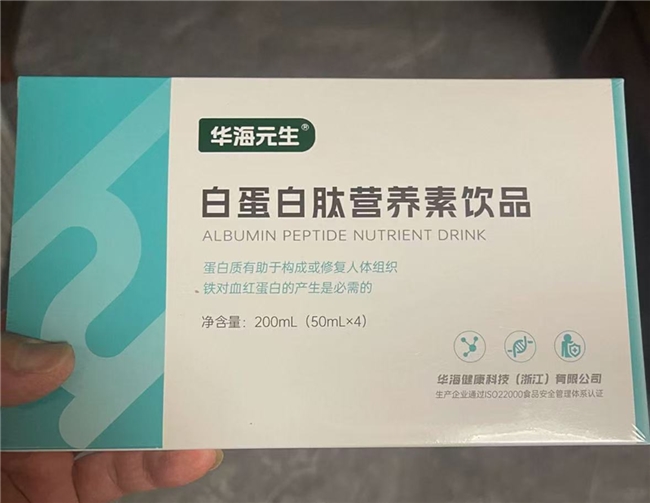 华海元生®
白蛋白肽营养素饮品
ALBUMIN PEPTIDE NUTRIENT DRINK
蛋白质有助于构成或修复人体组织
铁对血红蛋白的产生是必需的
净含量：200mL（50mL×4）
华海健康科技（浙江）有限公司
生产企业通过ISO22000食品安全管理体系认证